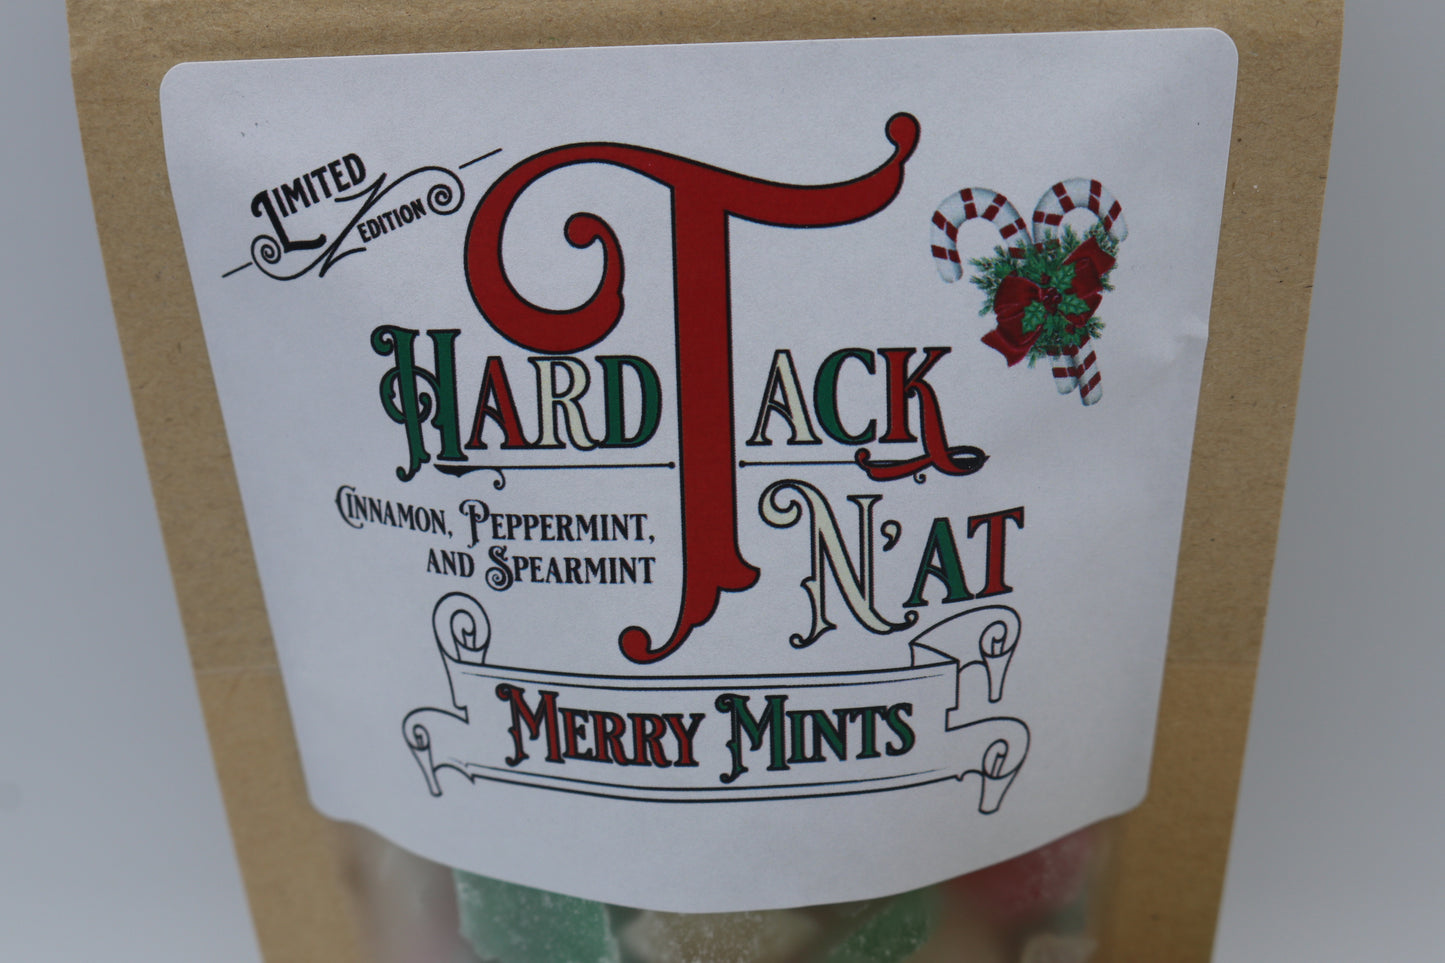 Limited
Edition
Hard Tack
N'at
Cinnamon, Peppermint,
and Spearmint
Merry Mints